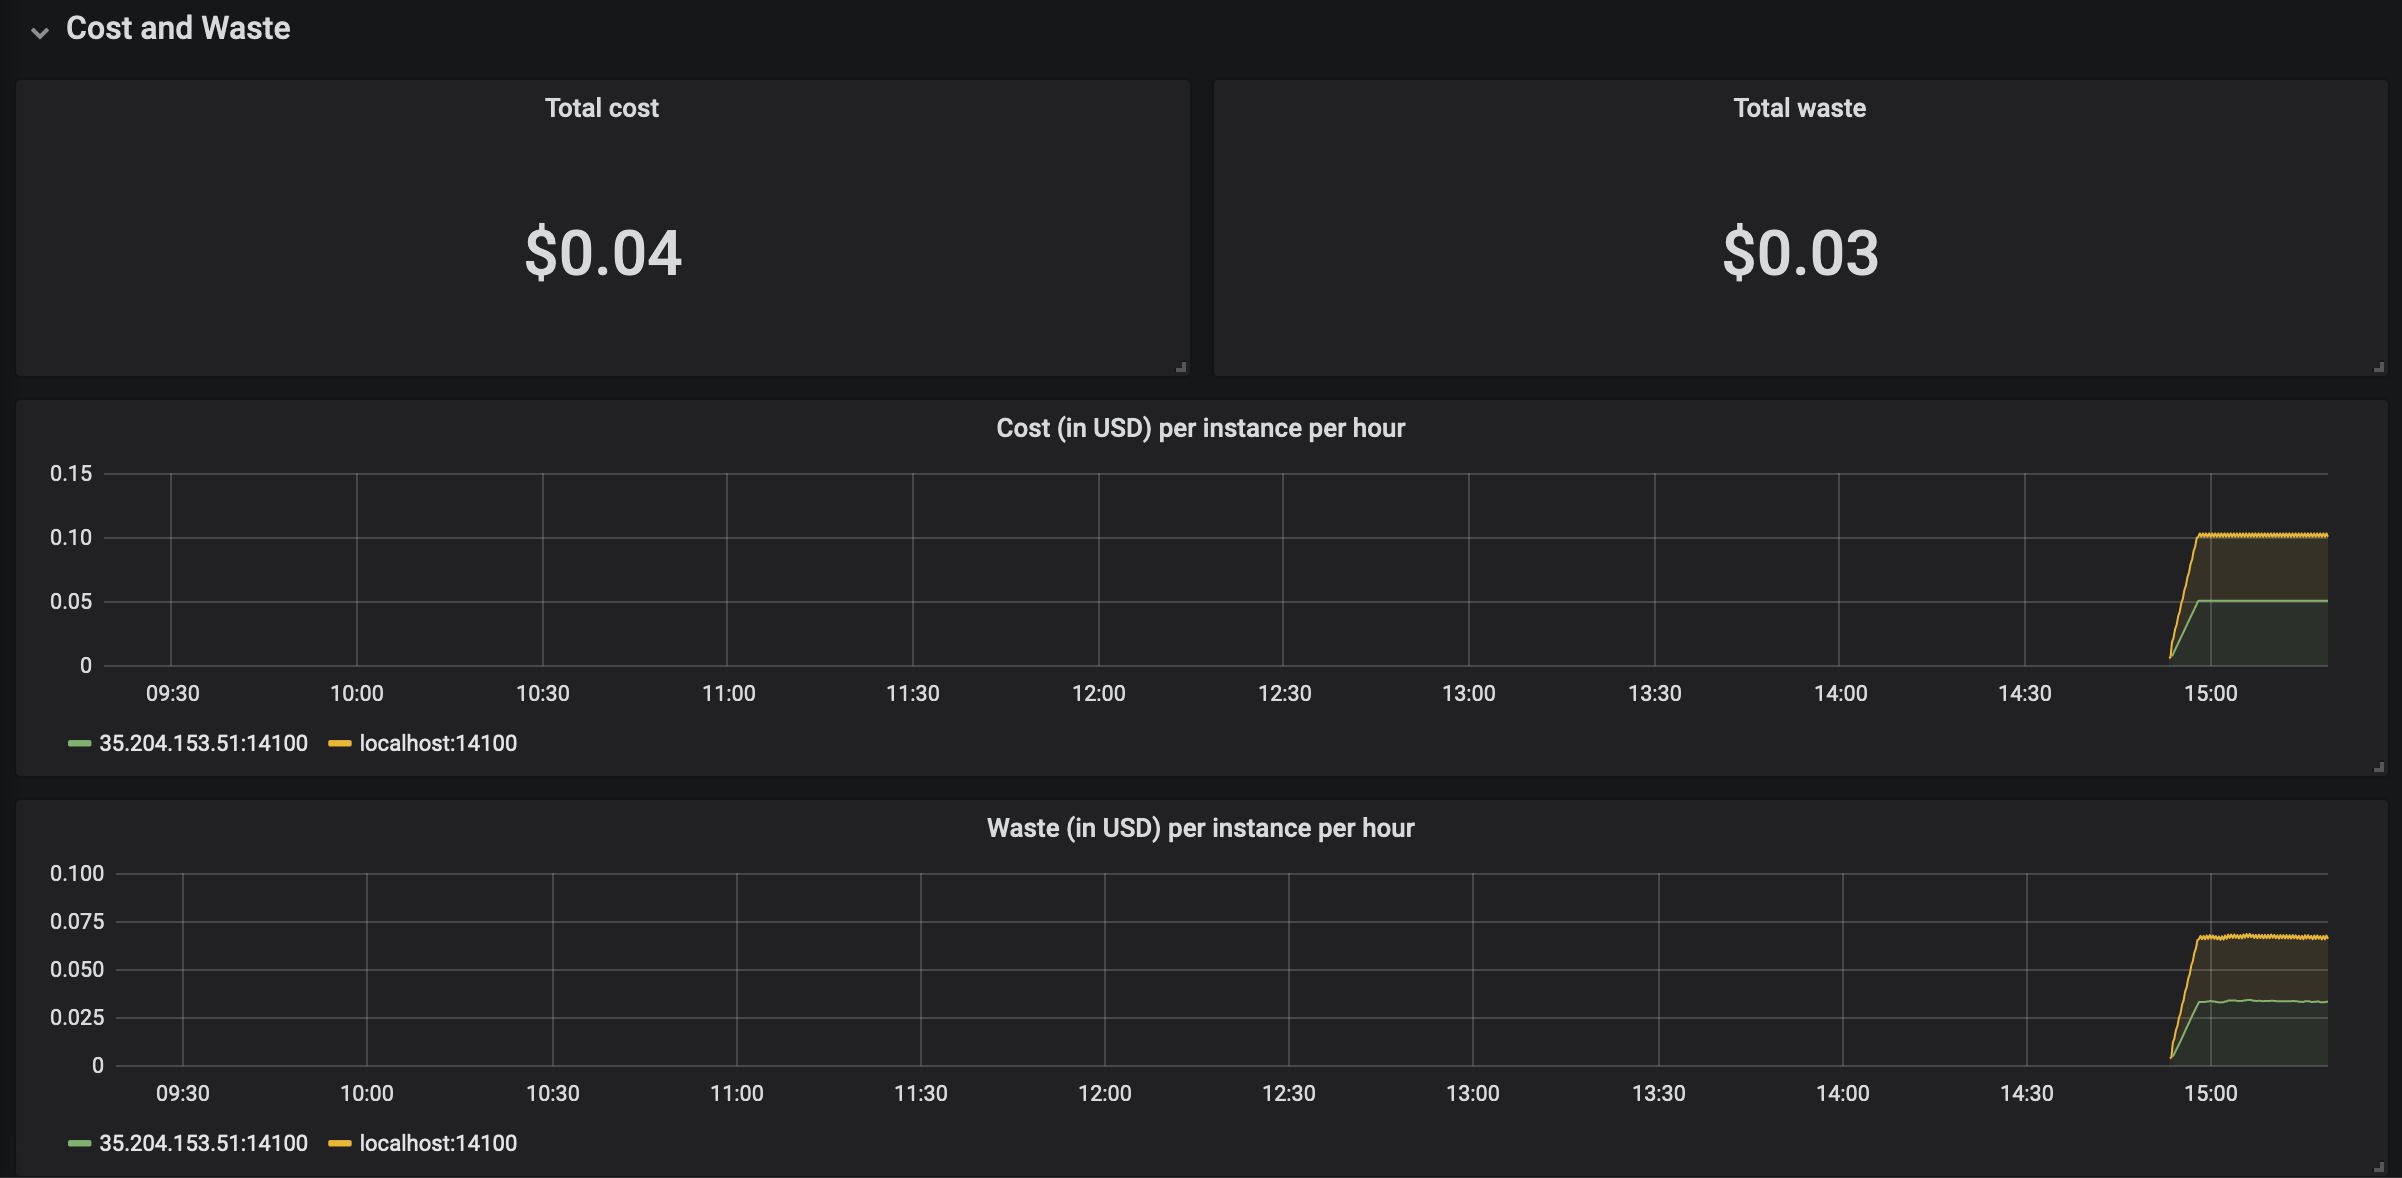 Cost and Waste
Total cost
Total waste
$0.04
$0.03
Cost (in USD) per instance per hour
0.15
0.10
0.05
0
09:30 10:00 10:30 11:00 11:30 12:00 12:30 13:00 13:30 14:00 14:30 15:00
35.204.153.51:14100 localhost:14100
Waste (in USD) per instance per hour
0.100
0.075
0.050
0.025
0
09:30 10:00 10:30 11:00 11:30 12:00 12:30 13:00 13:30 14:00 14:30 15:00
35.204.153.51:14100 localhost:14100